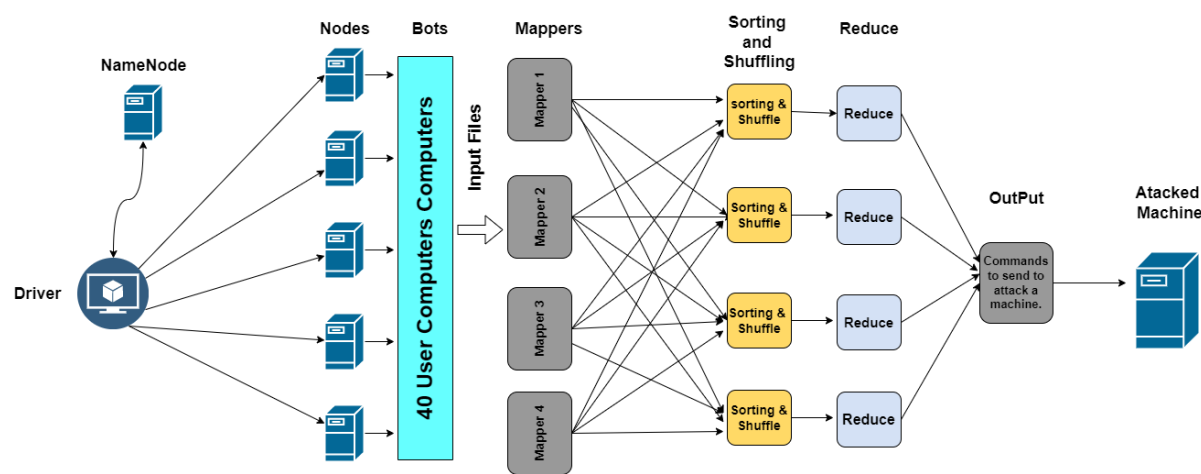 Nodes
Bots
Mappers
Sorting
and
Shuffling
Reduce
NameNode
Driver
40 User Computers Computers
Input Files
Mapper 1
Mapper 2
Mapper 3
Mapper 4
sorting &
Shuffle
Sorting &
Shuffle
Sorting &
Shuffle
Sorting &
Shuffle
Reduce
Reduce
Reduce
Reduce
OutPut
Commands
to send to
attack a
machine.
Atacked
Machine